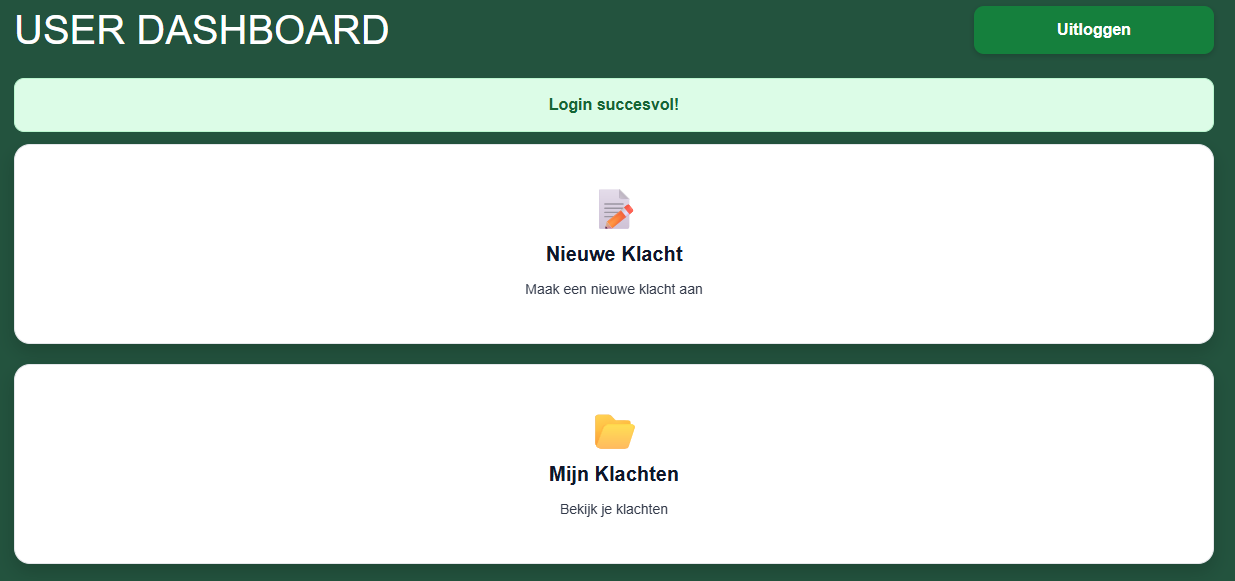 USER DASHBOARD
Uitloggen
Login succesvol!
Nieuwe Klacht
Maak een nieuwe klacht aan
Mijn Klachten
Bekijk je klachten